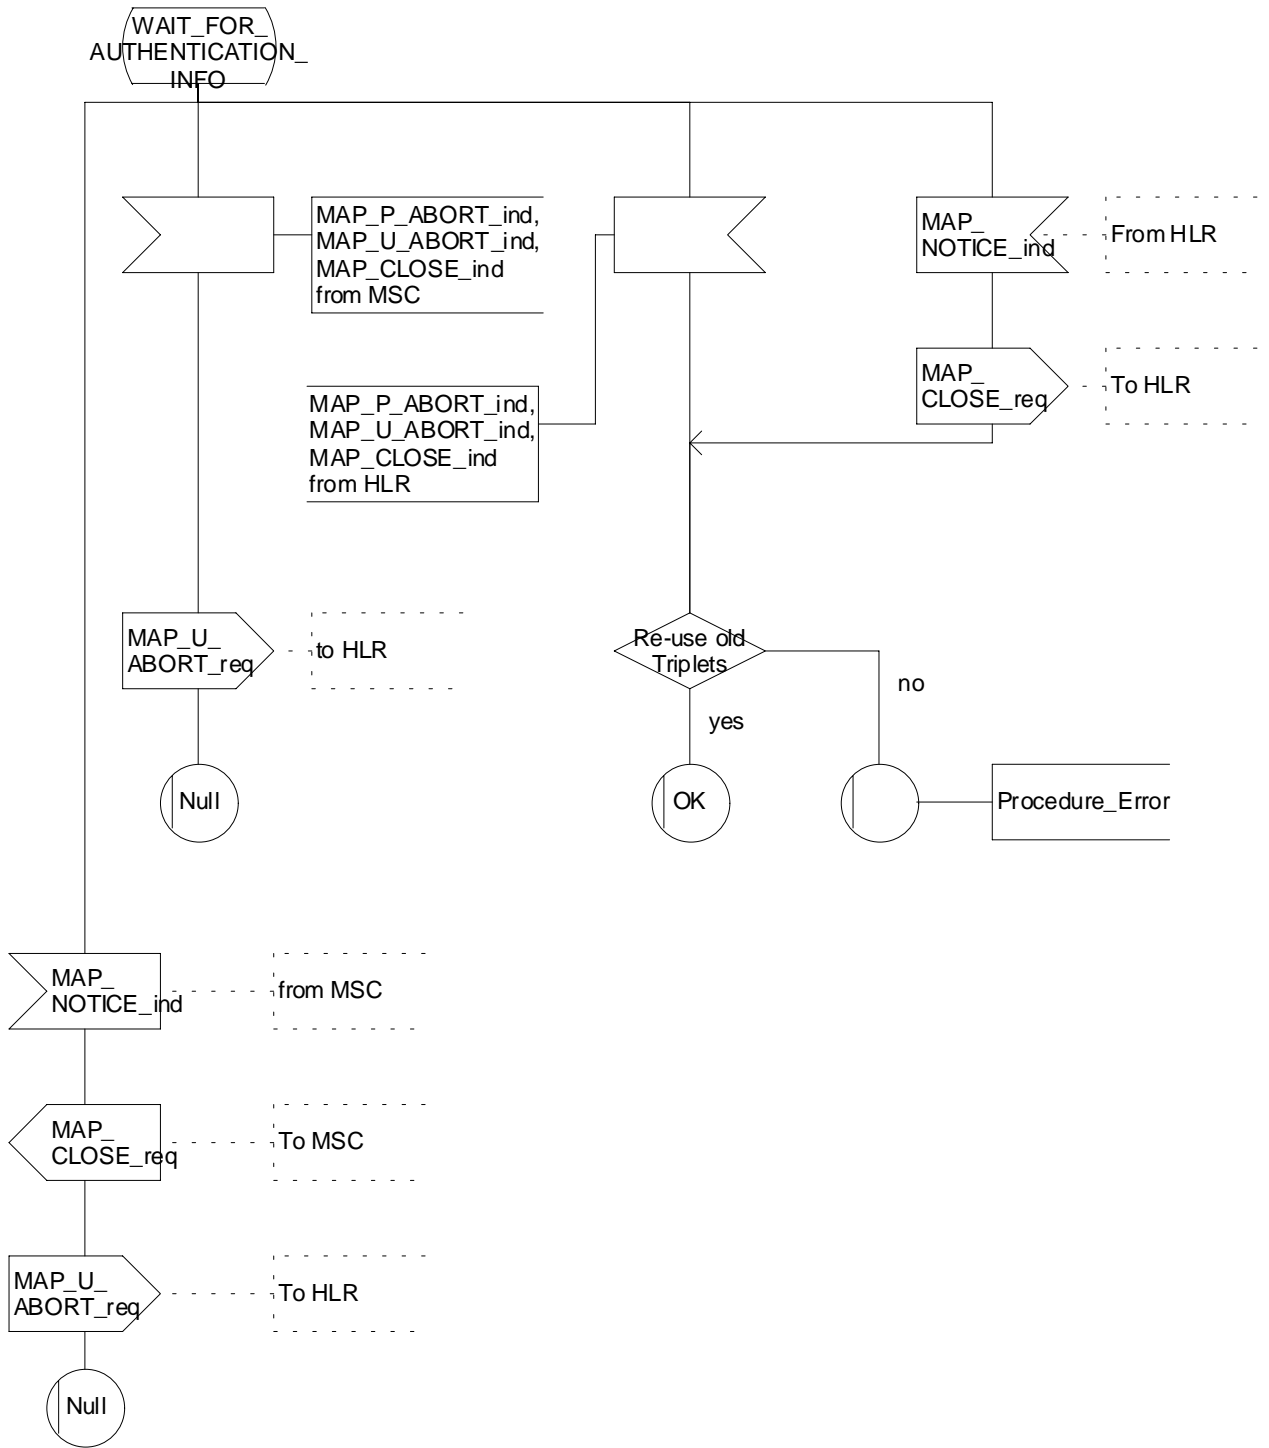 WAIT_FOR_
AUTHENTICATION_
INFO
MAP_P_ABORT_ind,
MAP_U_ABORT_ind,
MAP_CLOSE_ind
from MSC
MAP_
NOTICE_ind
From HLR
MAP_P_ABORT_ind,
MAP_U_ABORT_ind,
MAP_CLOSE_ind
from HLR
MAP_
CLOSE_req
To HLR
MAP_U_
ABORT_req
to HLR
Re-use old
Triplets
no
yes
Null
OK
Procedure_Error
MAP_
NOTICE_ind
from MSC
MAP_
CLOSE_req
To MSC
MAP_U_
ABORT_req
To HLR
Null